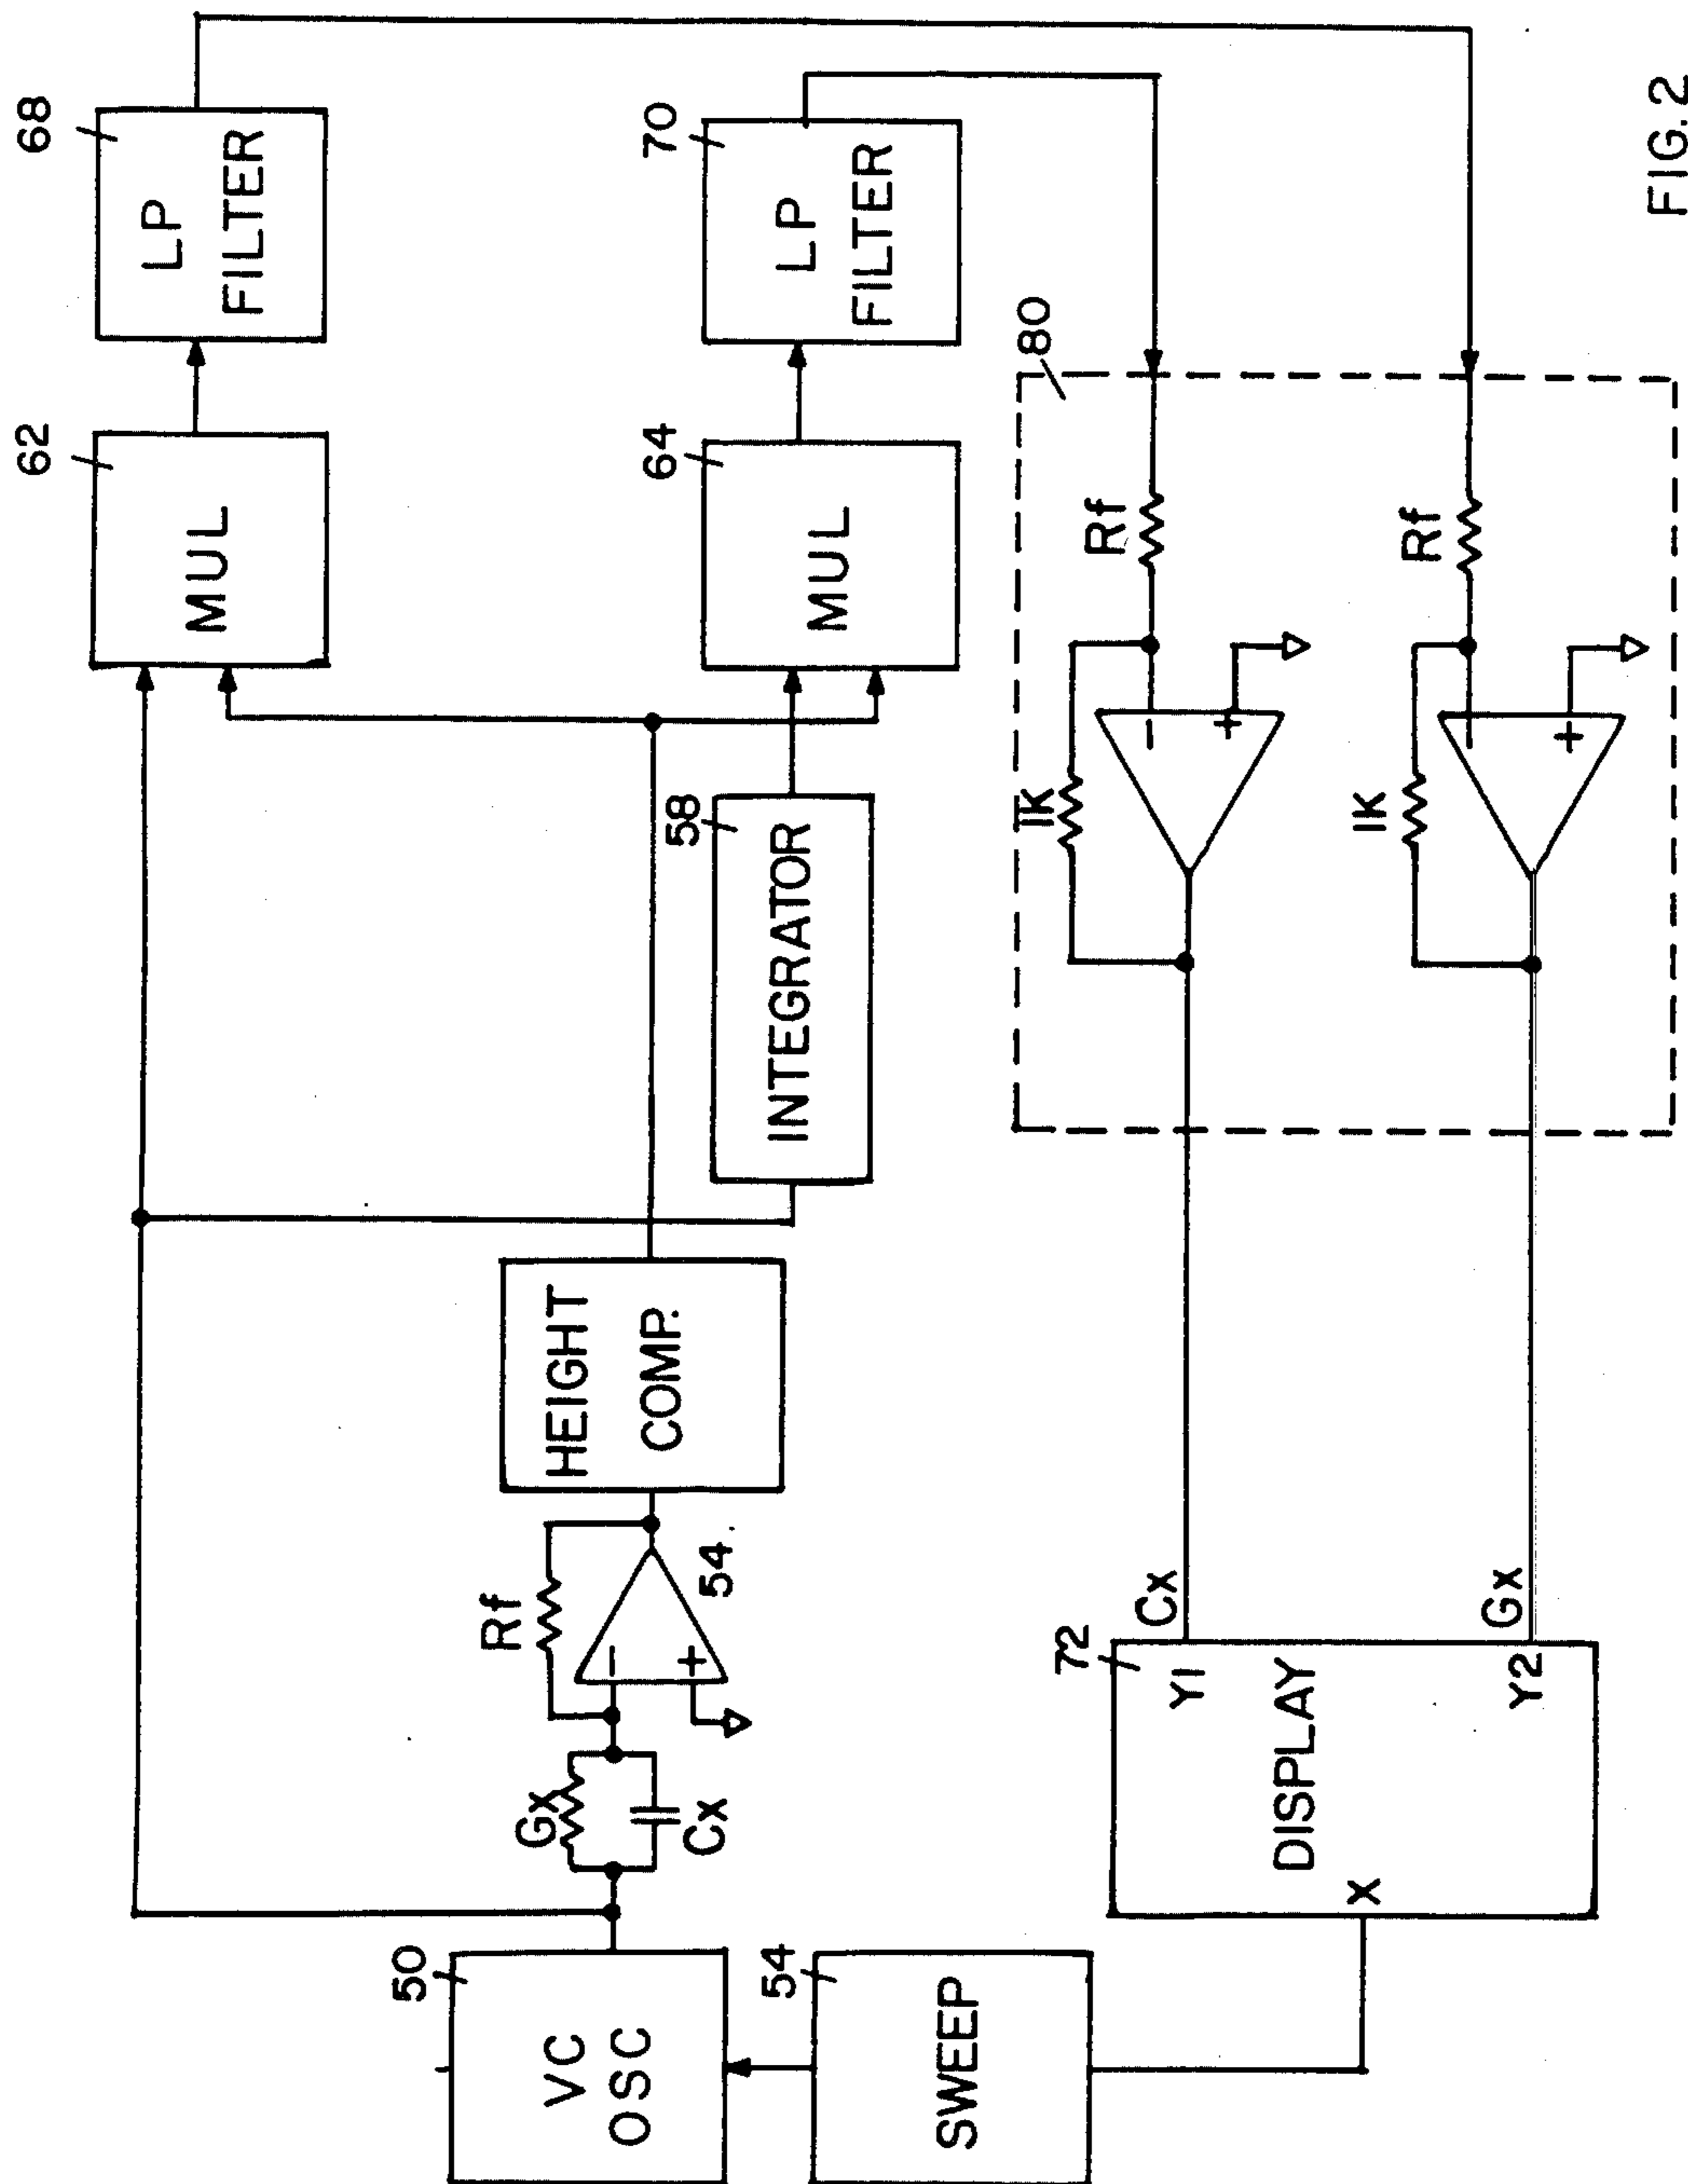 68
LP
FILTER
62
MUL
70
LP
FILTER
64
MUL
58
INTEGRATOR
HEIGHT
COMP.
Rf
-
+
54
Gx
Cx
50
VC
OSC
54
SWEEP
80
Rf
1K
-
+
Rf
1K
-
+
Cx
Gx
72
Y1
Y2
DISPLAY
X
FIG. 2